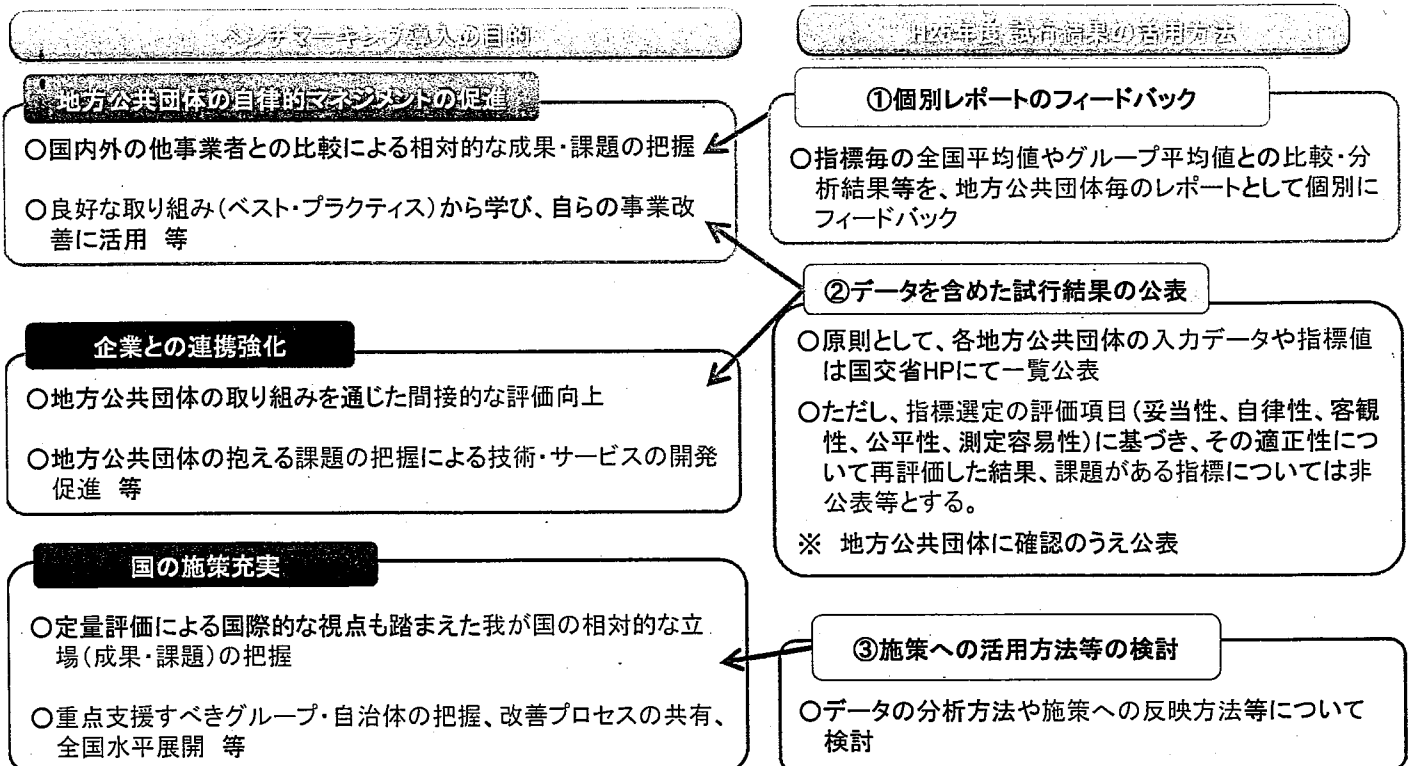 ベンチマーキング導入の目的
地方公共団体の自律的マネジメントの促進
○国内外の他事業者との比較による相対的な成果・課題の把握
○良好な取り組み(ベスト・プラクティス)から学び、自らの事業改
善に活用 等
企業との連携強化
○地方公共団体の取り組みを通じた間接的な評価向上
○地方公共団体の抱える課題の把握による技術・サービスの開発
促進 等
国の施策充実
○定量評価による国際的な視点も踏まえた我が国の相対的な立
場(成果・課題)の把握
○重点支援すべきグループ・自治体の把握、改善プロセスの共有、
全国水平展開 等
年度 試行結果の活用方法
①個別レポートのフィードバック
○指標毎の全国平均値やグループ平均値との比較・分
析結果等を、地方公共団体毎のレポートとして個別に
フィードバック
②データを含めた試行結果の公表
○原則として、各地方公共団体の入力データや指標値
は国交省HPにて一覧公表
○ただし、指標選定の評価項目(妥当性、自律性、客観
性、公平性、測定容易性)に基づき、その適正性につ
いて再評価した結果、課題がある指標については非
公表等とする。
※ 地方公共団体に確認のうえ公表
③施策への活用方法等の検討
○データの分析方法や施策への反映方法等について
検討